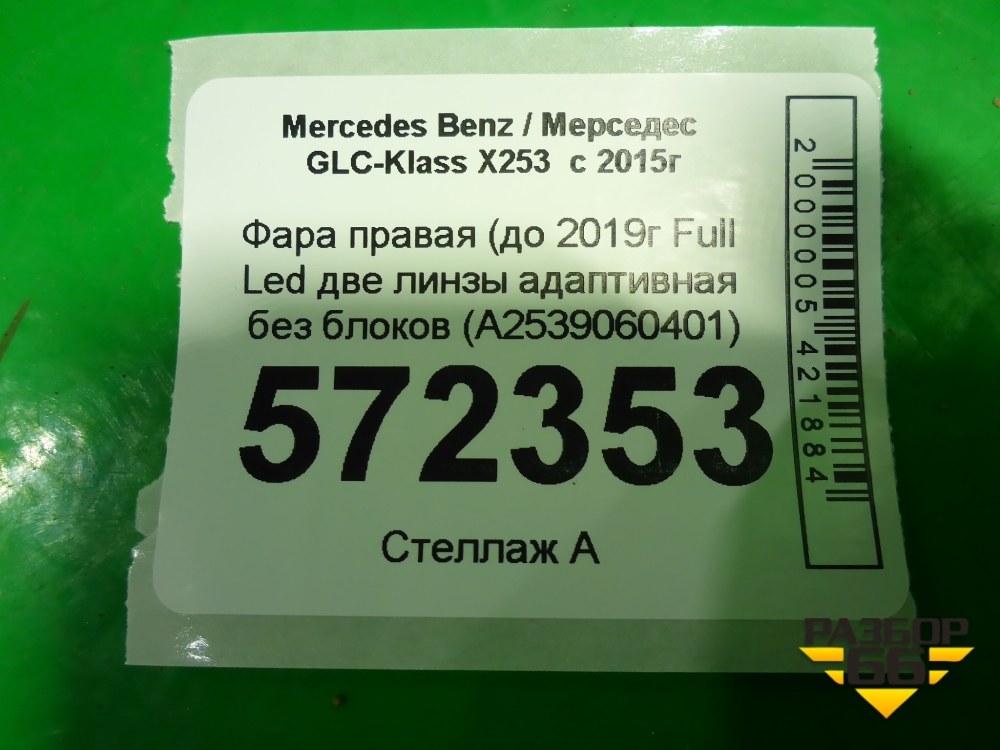 Mercedes Benz / Мерседес
GLC-Klass X253 с 2015г
Фара правая (до 2019г Full
Led две линзы адаптивная
без блоков (A2539060401)
572353
Стеллаж А
2000005421884
РАЗБОР
66